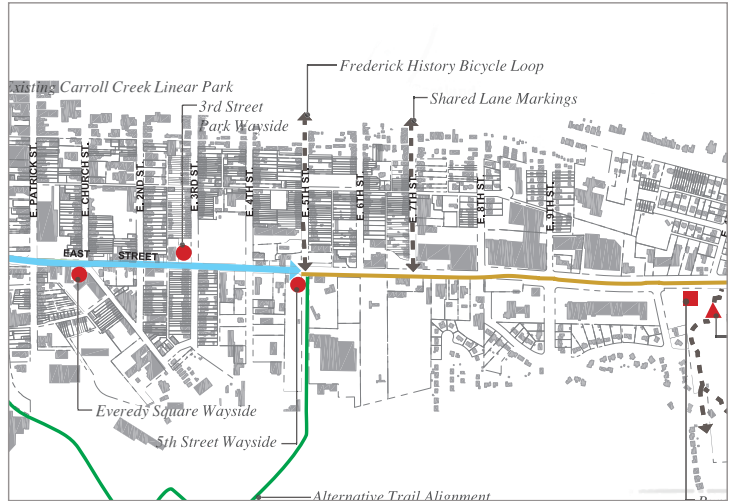 Frederick History Bicycle Loop
Existing Carroll Creek Linear Park
Shared Lane Markings
3rd Street
Park Wayside
E. PATRICK ST.
E. CHURCH ST.
E. 2ND ST.
E. 3RD ST.
E. 4TH ST.
E. 5TH ST.
E. 6TH ST.
E. 7TH ST.
E. 8TH ST.
E. 9TH ST.
EAST STREET
Everedy Square Wayside
5th Street Wayside
Alternative Trail Alignment